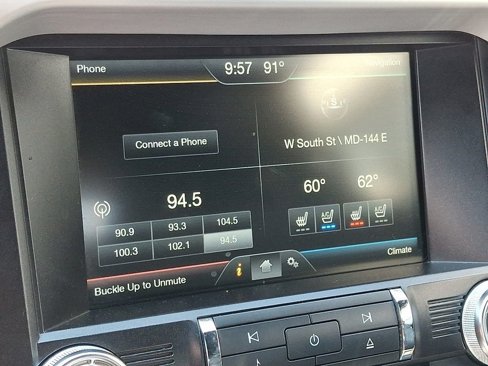 Phone
9:57 91°
Navigation
S
Connect a Phone
W South St \ MD-144 E
94.5
60° 62°
90.9 93.3 104.5
100.3 102.1 94.5
A/C A/C
Buckle Up to Unmute
i
Climate